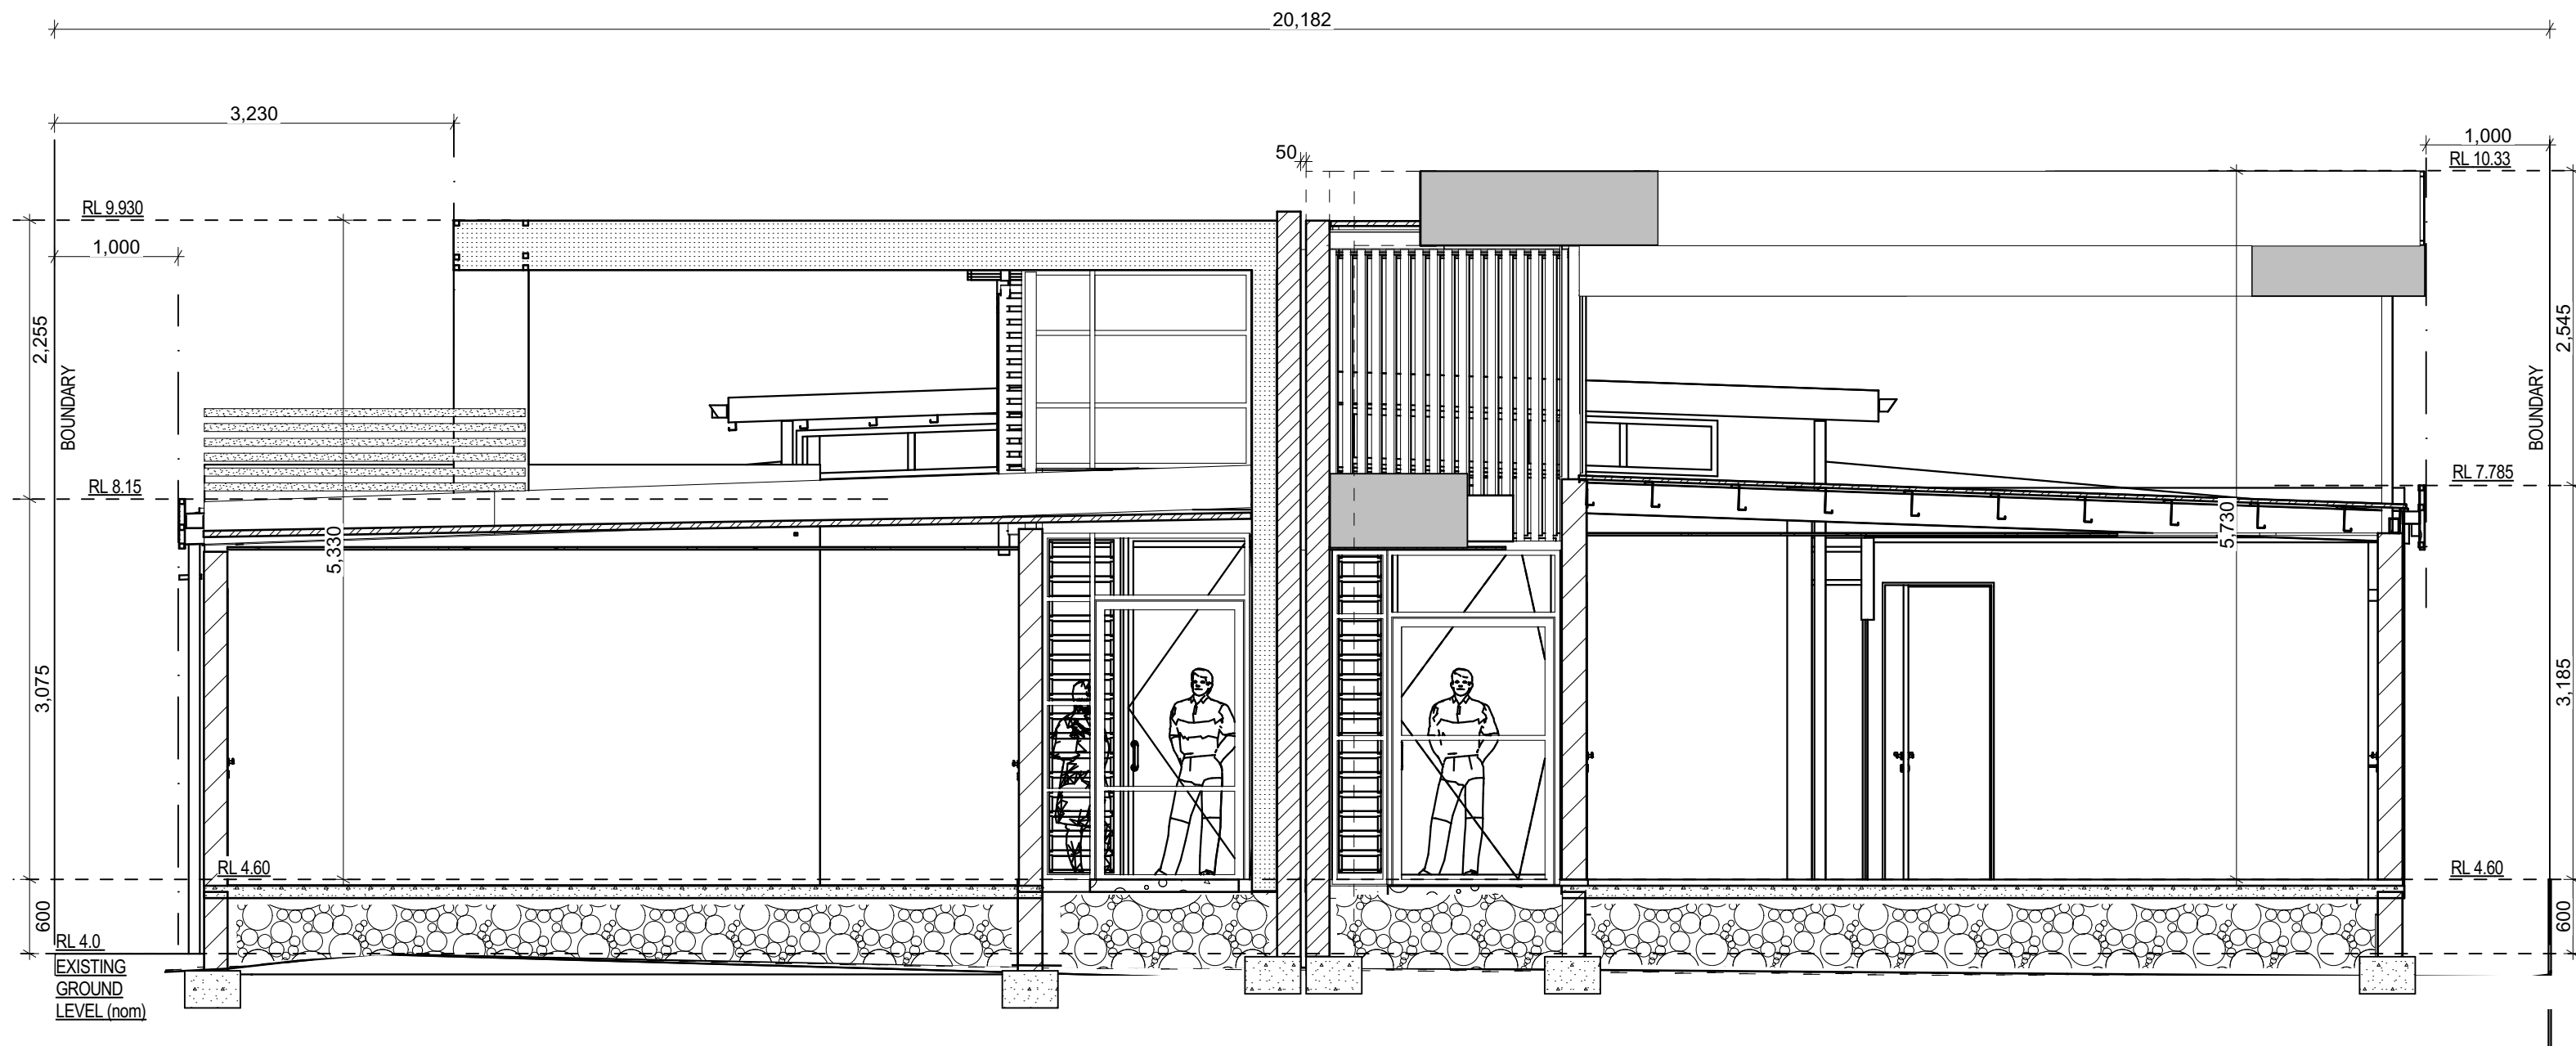 20,182
3,230
1,000
50
RL 10.33
RL 9.930
1,000
2,255
2,545
BOUNDARY
BOUNDARY
RL 8.15
RL 7.785
5,330
5,730
3,075
3,185
RL 4.60
RL 4.60
600
600
RL 4.0
EXISTING
GROUND
LEVEL (nom)